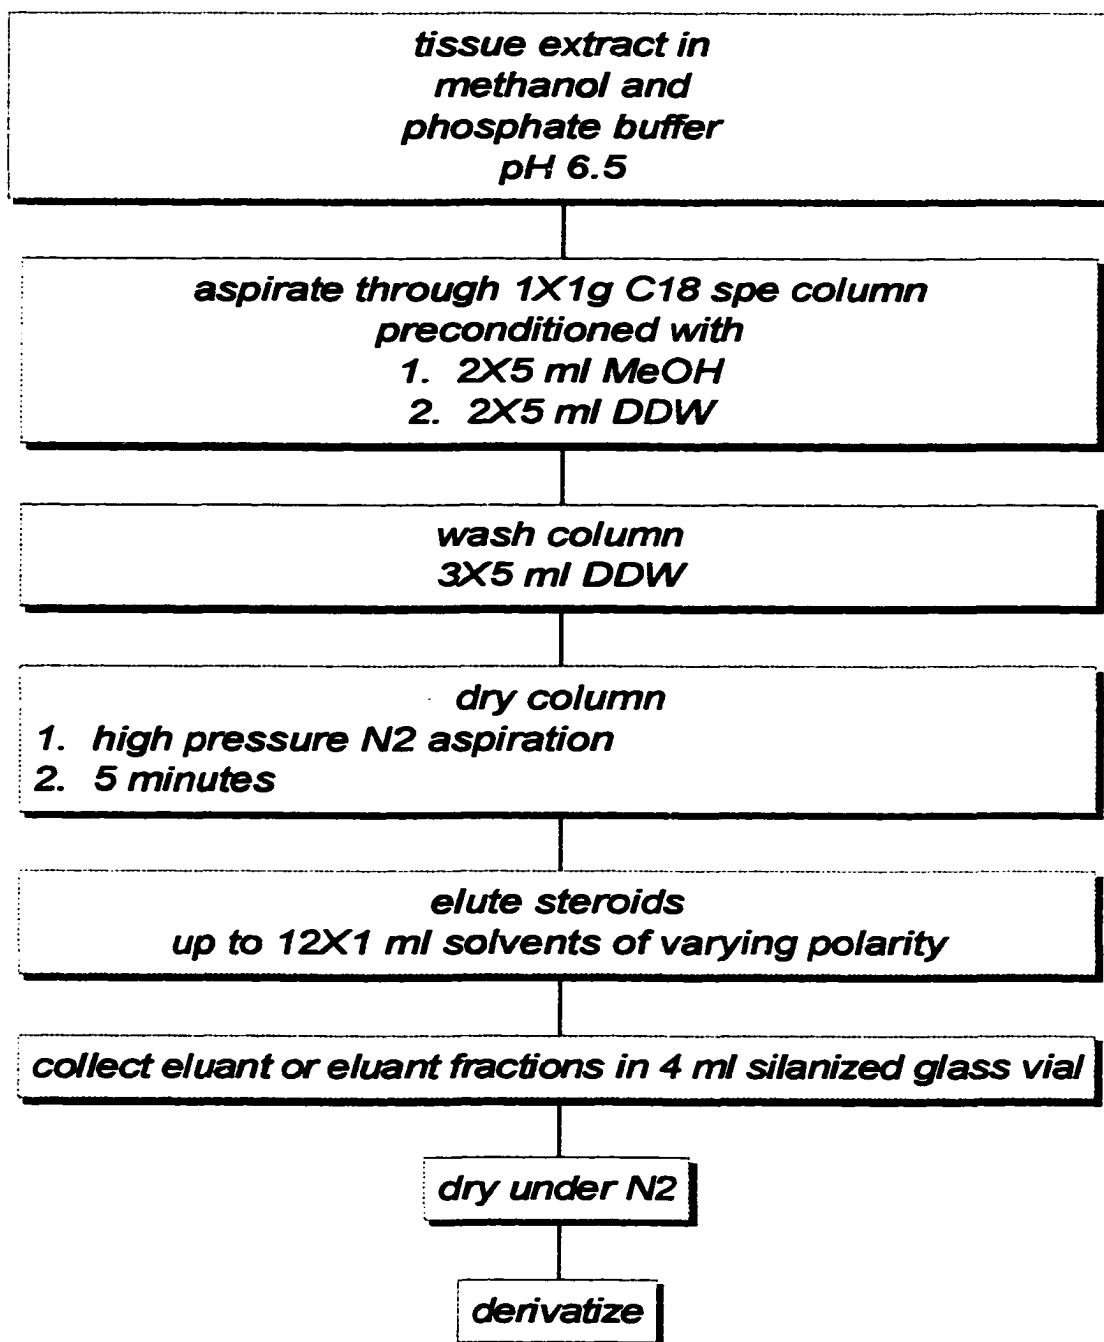 tissue extract in
methanol and
phosphate buffer
pH 6.5
aspirate through 1X1g C18 spe column
preconditioned with
1. 2X5 ml MeOH
2. 2X5 ml DDW
wash column
3X5 ml DDW
dry column
1. high pressure N2 aspiration
2. 5 minutes
elute steroids
up to 12X1 ml solvents of varying polarity
collect eluant or eluant fractions in 4 ml silanized glass vial
dry under N2
derivatize